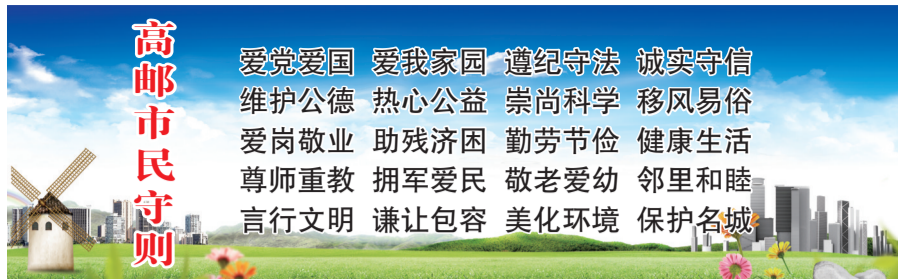 高邮市民守则
爱党爱国 爱我家园 遵纪守法 诚实守信
维护公德 热心公益 崇尚科学 移风易俗
爱岗敬业 助残济困 勤劳节俭 健康生活
尊师重教 拥军爱民 敬老爱幼 邻里和睦
言行文明 谦让包容 美化环境 保护名城